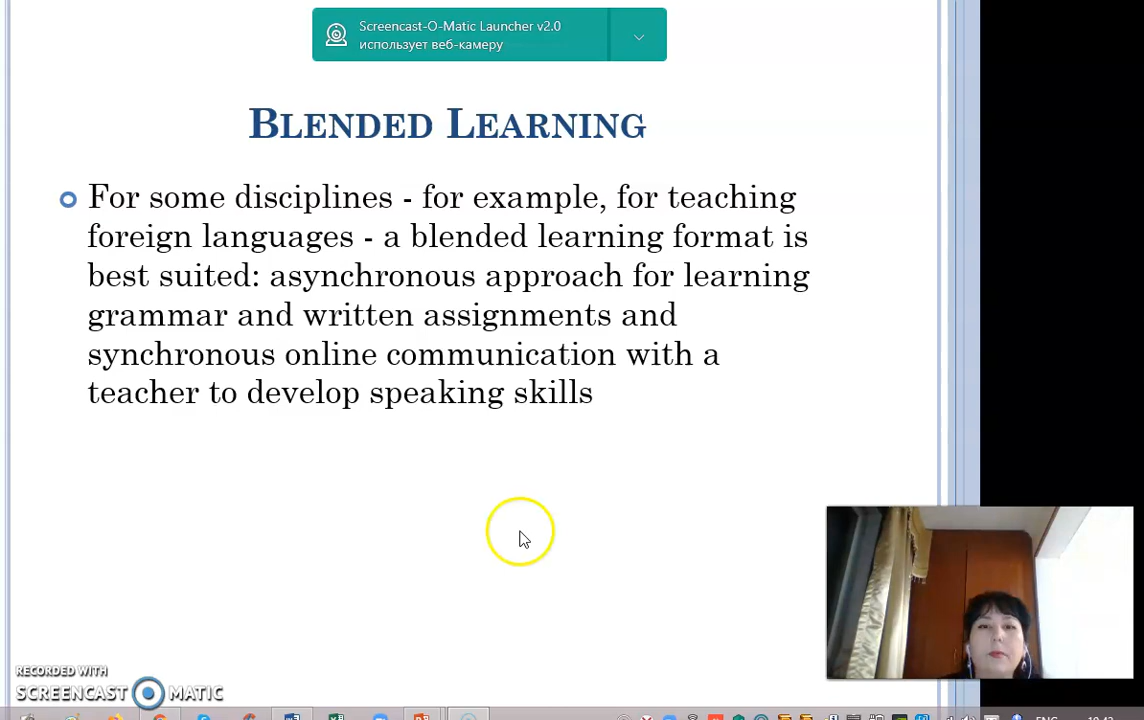 Screencast-O-Matic Launcher v2.0
использует веб-камеру
BLENDED LEARNING
For some disciplines - for example, for teaching
foreign languages - a blended learning format is
best suited: asynchronous approach for learning
grammar and written assignments and
synchronous online communication with a
teacher to develop speaking skills
RECORDED WITH
SCREENCAST MATIC